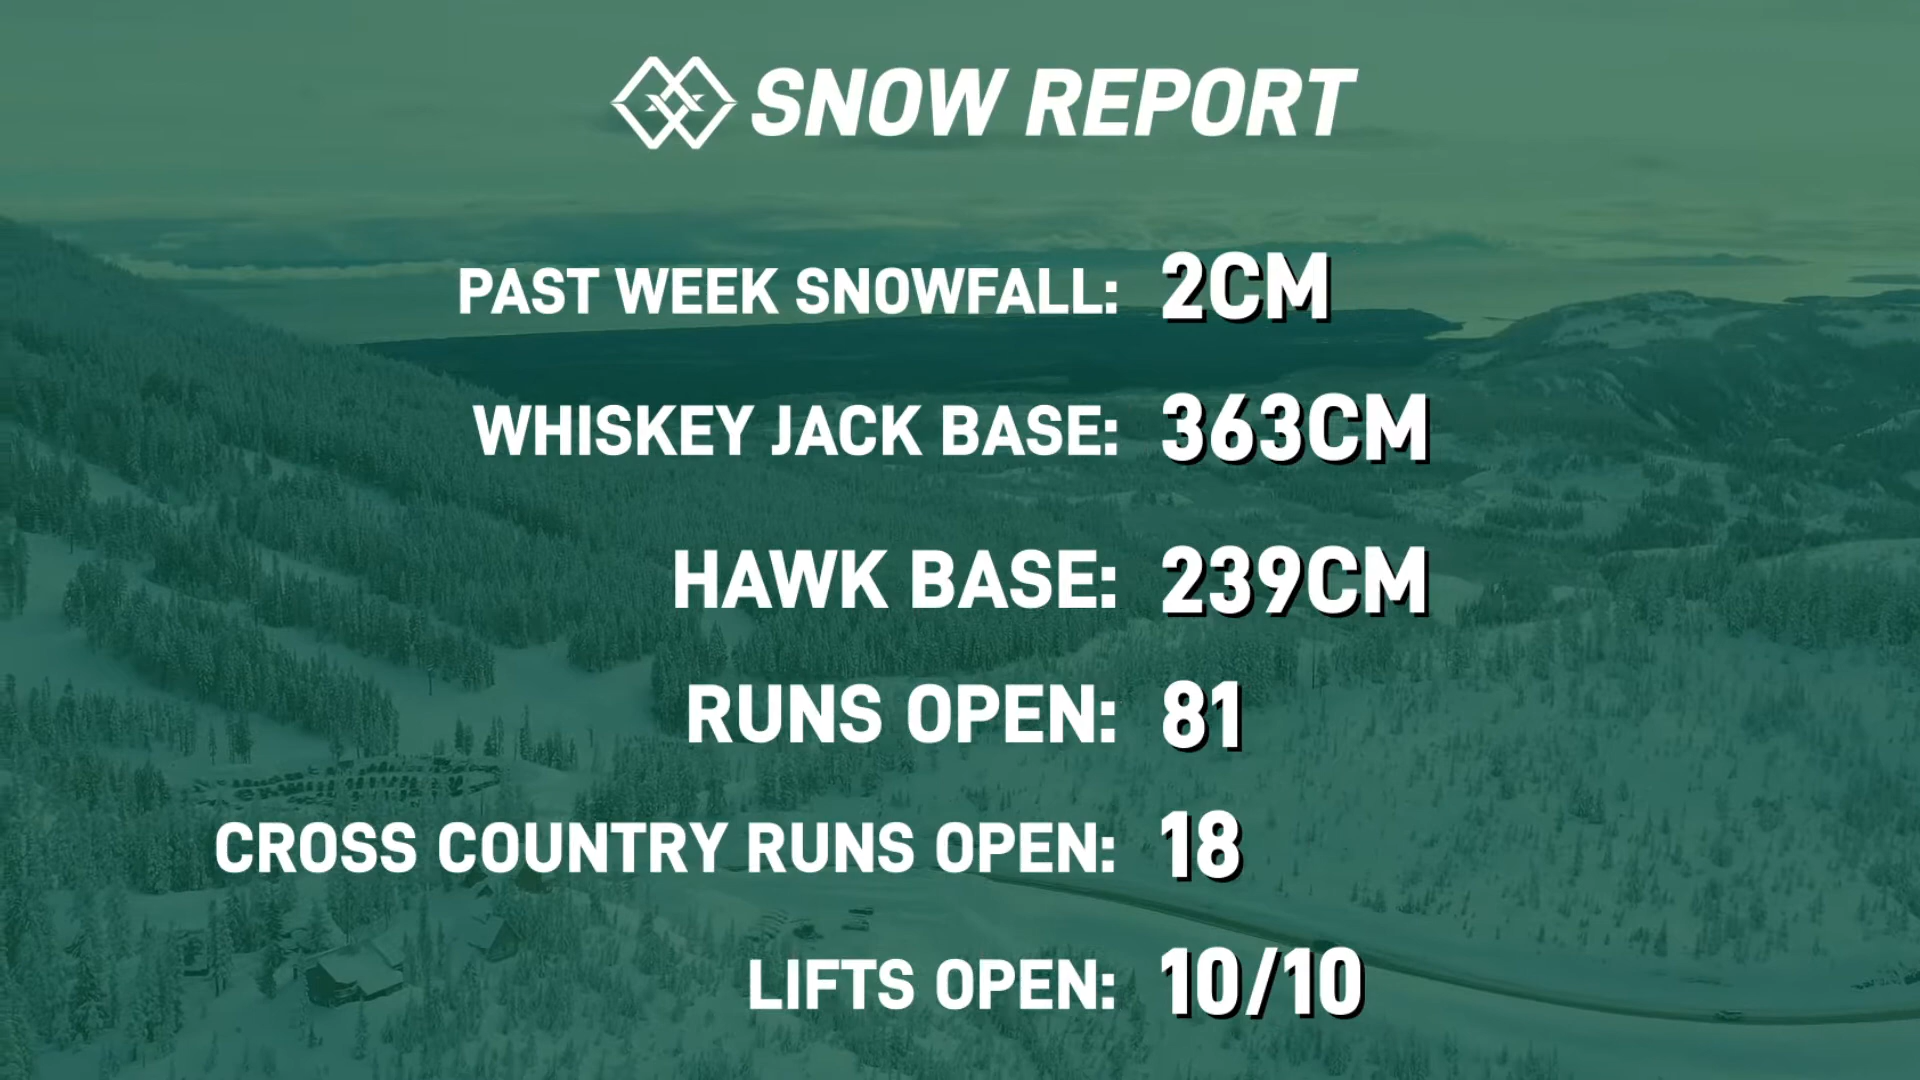 SNOW REPORT
PAST WEEK SNOWFALL: 2CM
WHISKEY JACK BASE: 363CM
HAWK BASE: 239CM
RUNS OPEN: 81
CROSS COUNTRY RUNS OPEN: 18
LIFTS OPEN: 10/10